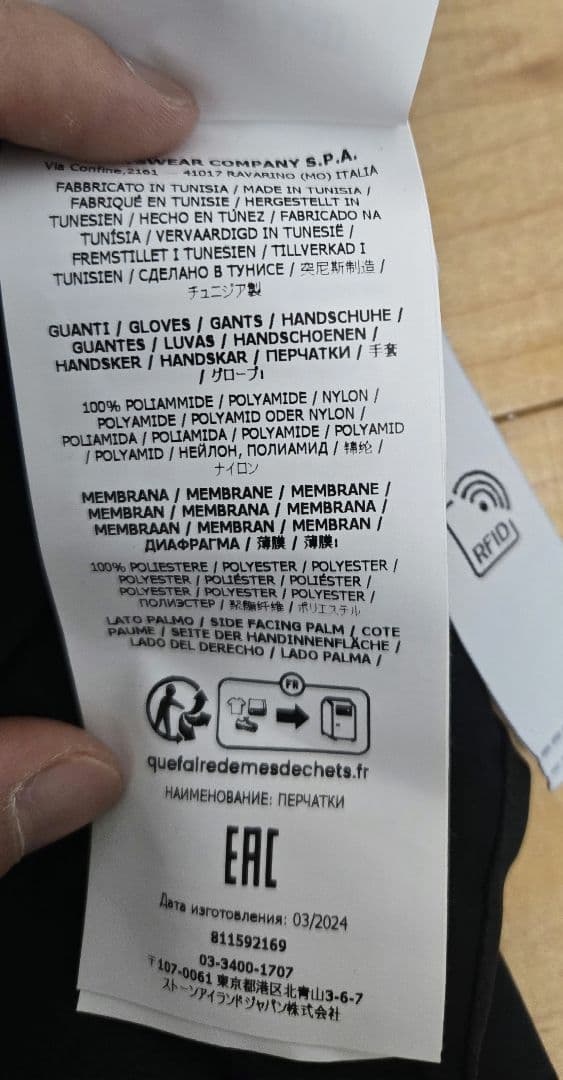 WEAR COMPANY S.P.A.
Via Confine,2161 – 41017 RAVARINO (MO) ITALIA
FABBRICATO IN TUNISIA / MADE IN TUNISIA /
FABRIQUÉ EN TUNISIE / HERGESTELLT IN
TUNESIEN / HECHO EN TÚNEZ / FABRICADO NA
TUNÍSIA / VERVAARDIGD IN TUNESIË /
FREMSTILLET I TUNESIEN / TILLVERKAD I
TUNISIEN / СДЕЛАНО В ТУНИСЕ / 突尼斯制造 /
チュニジア製
GUANTI / GLOVES / GANTS / HANDSCHUHE /
GUANTES / LUVAS / HANDSCHOENEN /
HANDSKER / HANDSKAR / ПЕРЧАТКИ / 手套
/ グローブ
100% POLIAMMIDE / POLYAMIDE / NYLON /
POLYAMIDE / POLYAMID ODER NYLON /
POLIAMIDA / POLIAMIDA / POLYAMIDE / POLYAMID
/ POLYAMID / НЕЙЛОН, ПОЛИАМИД / 锦纶 /
ナイロン
MEMBRANA / MEMBRANE / MEMBRANE /
MEMBRAN / MEMBRANA / MEMBRANA /
MEMBRAAN / MEMBRAN / MEMBRAN /
ДИАФРАГМА / 薄膜 / 薄膜
100% POLIESTERE / POLYESTER / POLYESTER /
POLYESTER / POLIÉSTER / POLIÉSTER /
POLYESTER / POLYESTER / POLYESTER /
ПОЛИЭСТЕР / 聚酯纤维 / ポリエステル
LATO PALMO / SIDE FACING PALM / COTE
PAUME / SEITE DER HANDINNENFLÄCHE /
LADO DEL DERECHO / LADO PALMA /
FR
quefairedemesdechets.fr
НАИМЕНОВАНИЕ: ПЕРЧАТКИ
EAC
Дата изготовления: 03/2024
811592169
03-3400-1707
〒107-0061 東京都港区北青山3-6-7
ストーンアイランドジャパン株式会社
RFID